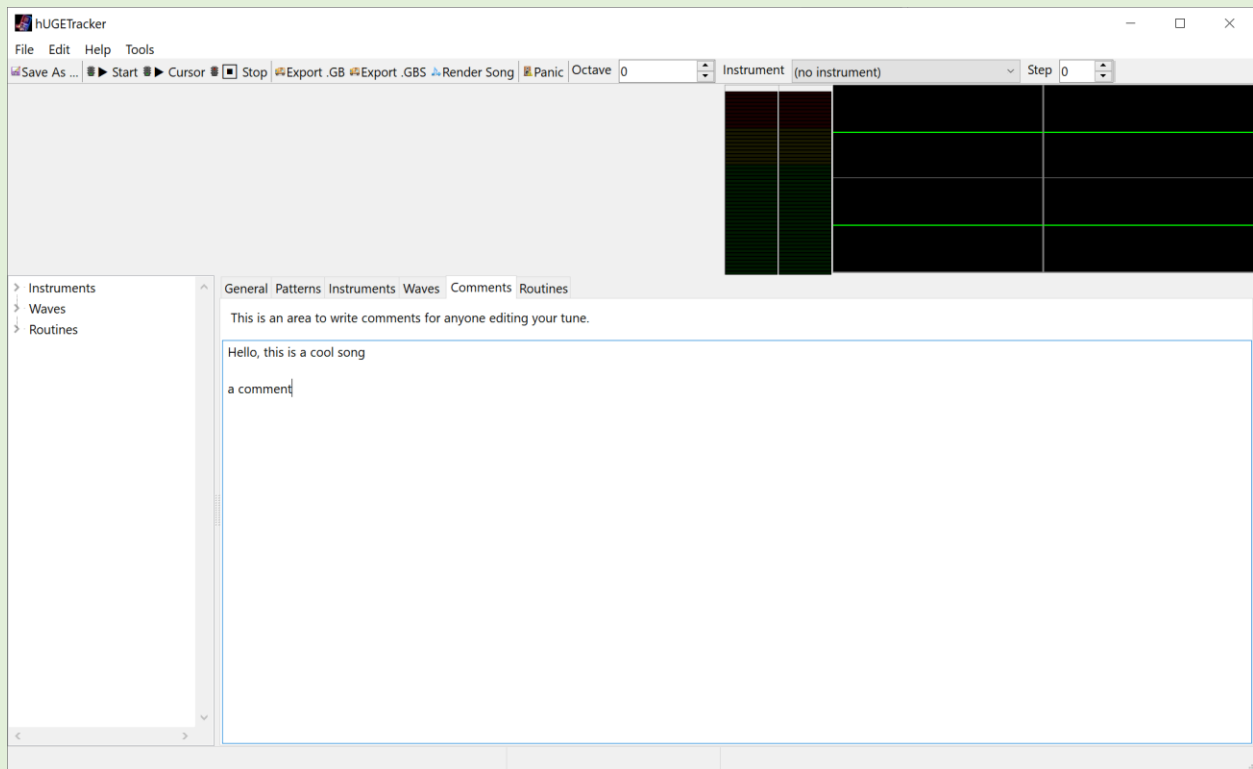 hUGETracker
File Edit Help Tools
Save As ... Start Cursor Stop Export .GB Export .GBS Render Song Panic Octave 0 Instrument (no instrument) Step 0
Instruments
Waves
Routines
General Patterns Instruments Waves Comments Routines
This is an area to write comments for anyone editing your tune.
Hello, this is a cool song
a comment